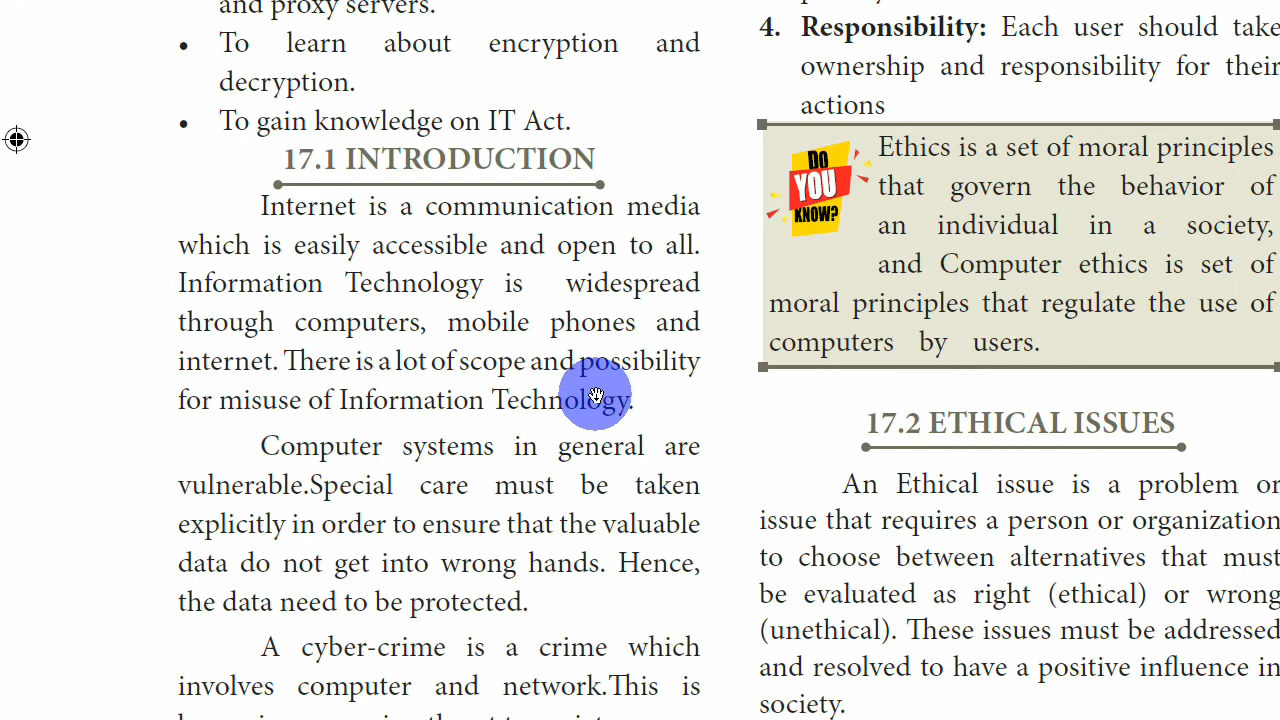 and proxy servers.
• To learn about encryption and
decryption.
• To gain knowledge on IT Act.
17.1 INTRODUCTION
Internet is a communication media
which is easily accessible and open to all.
Information Technology is widespread
through computers, mobile phones and
internet. There is a lot of scope and possibility
for misuse of Information Technology.
Computer systems in general are
vulnerable.Special care must be taken
explicitly in order to ensure that the valuable
data do not get into wrong hands. Hence,
the data need to be protected.
A cyber-crime is a crime which
involves computer and network.This is
4. Responsibility: Each user should take
ownership and responsibility for their
actions
DO
YOU
KNOW?
Ethics is a set of moral principles
that govern the behavior of
an individual in a society,
and Computer ethics is set of
moral principles that regulate the use of
computers by users.
17.2 ETHICAL ISSUES
An Ethical issue is a problem or
issue that requires a person or organization
to choose between alternatives that must
be evaluated as right (ethical) or wrong
(unethical). These issues must be addressed
and resolved to have a positive influence in
society.